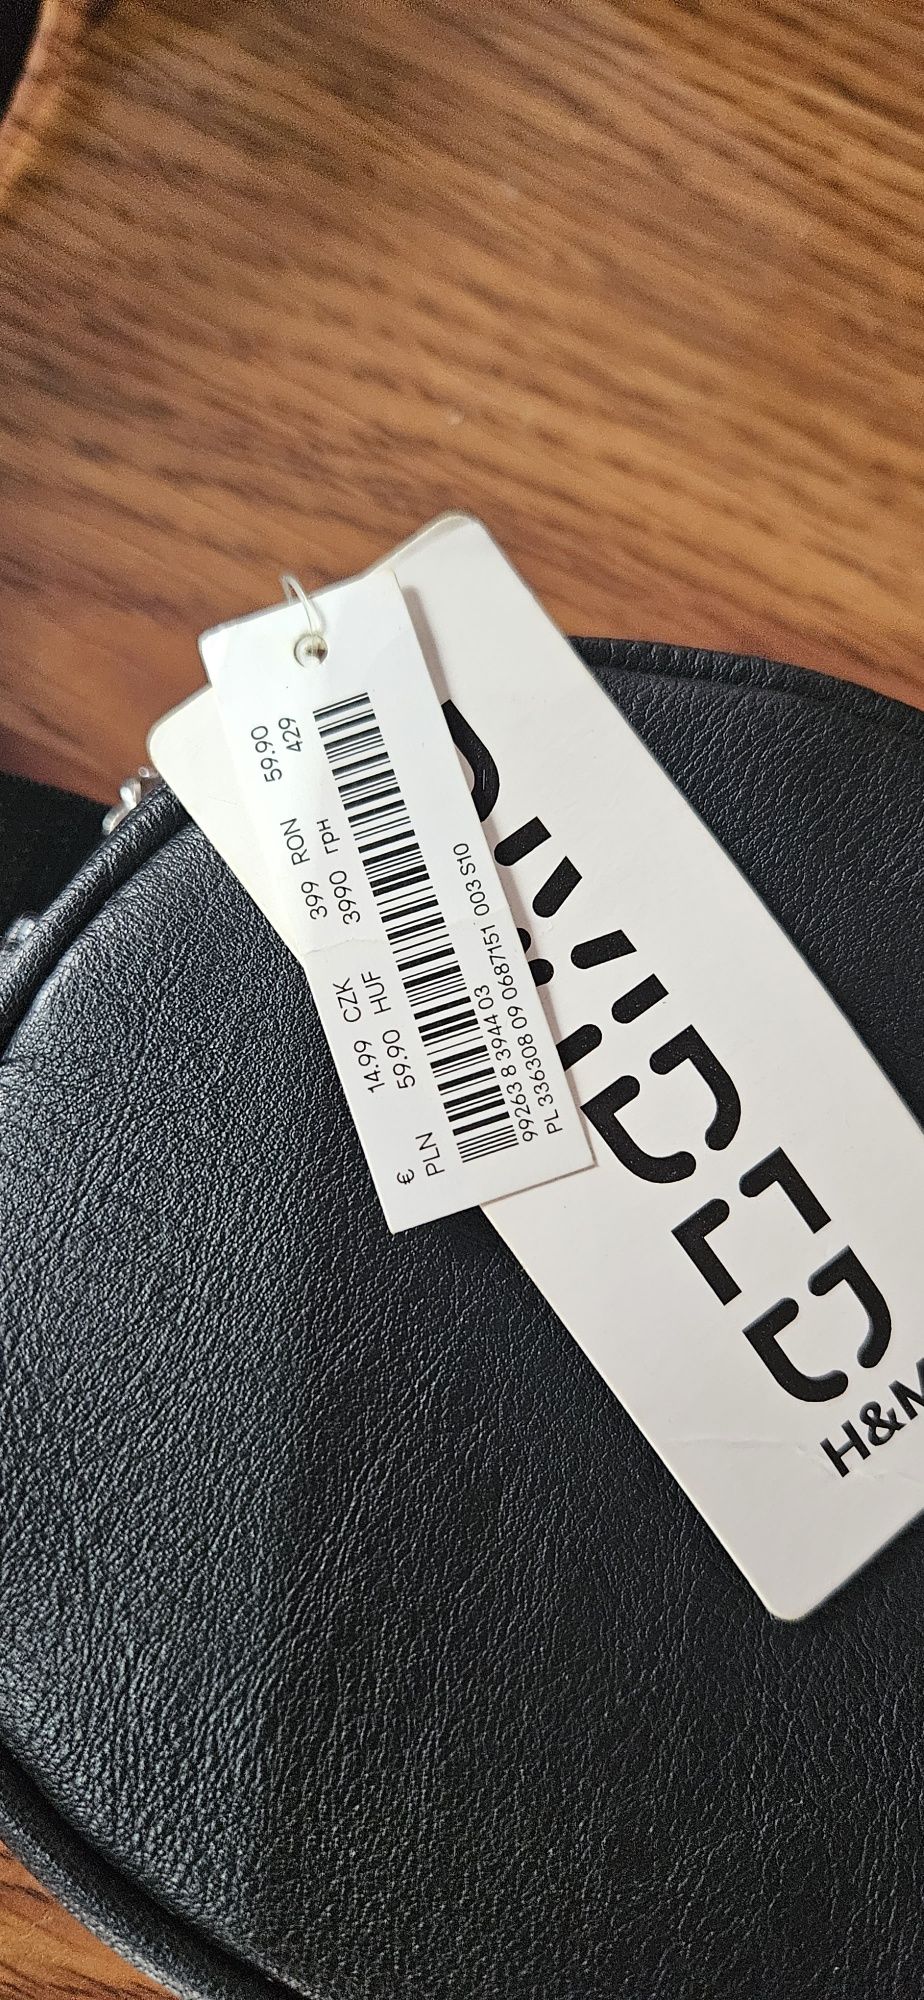 € 14.99 CZK 399 RON 59.90
PLN 59.90 HUF 3990 грн 429
99263 8 3944 03
PL 336308 09 0687151 003 S10
DIVIDED
H&M